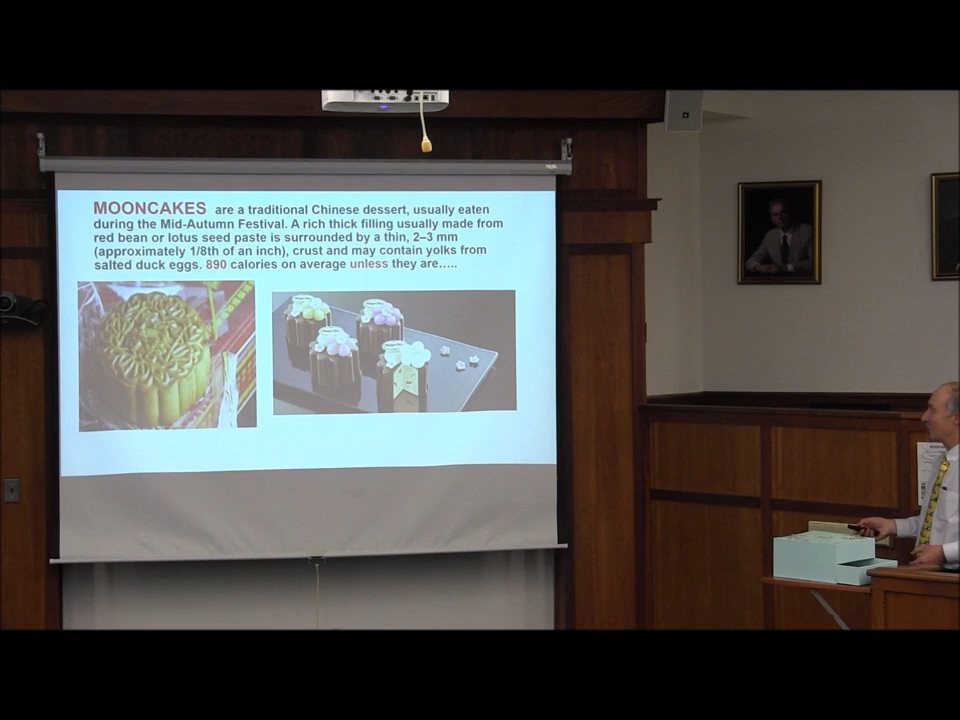 MOONCAKES are a traditional Chinese dessert, usually eaten
during the Mid-Autumn Festival. A rich thick filling usually made from
red bean or lotus seed paste is surrounded by a thin, 2–3 mm
(approximately 1/8th of an inch), crust and may contain yolks from
salted duck eggs. 890 calories on average unless they are…..